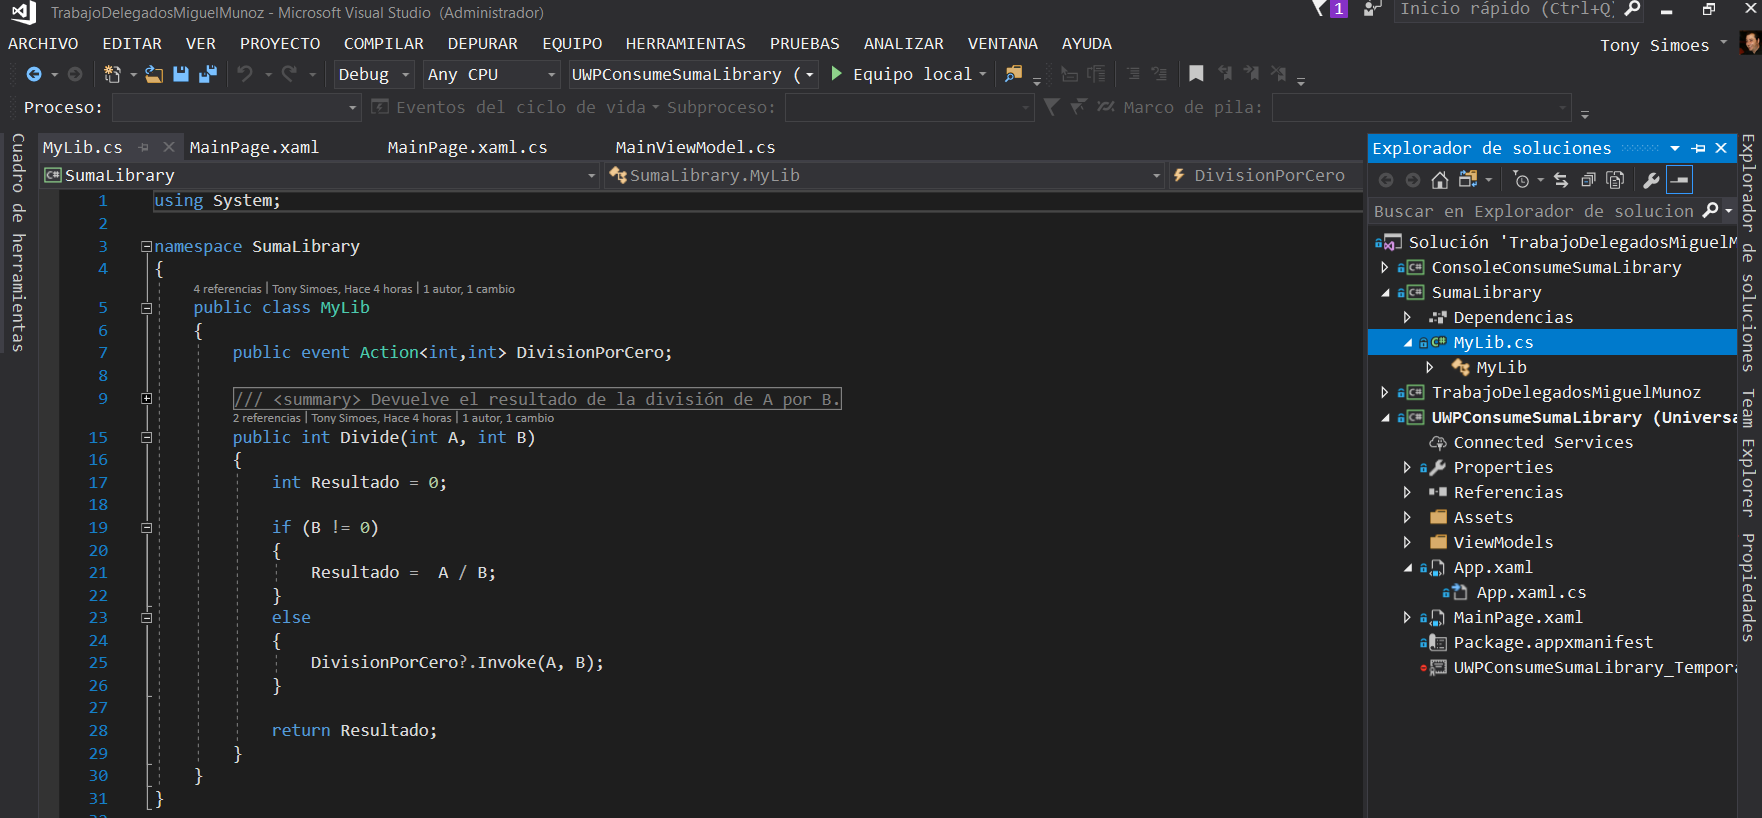 TrabajoDelegadosMiguelMunoz - Microsoft Visual Studio (Administrador)
1
Inicio rápido (Ctrl+Q)
ARCHIVO EDITAR VER PROYECTO COMPILAR DEPURAR EQUIPO HERRAMIENTAS PRUEBAS ANALIZAR VENTANA AYUDA
Tony Simoes
Debug Any CPU UWPConsumeSumaLibrary ( Equipo local
Proceso: Eventos del ciclo de vida Subproceso: Marco de pila:
Cuadro de herramientas
MyLib.cs MainPage.xaml MainPage.xaml.cs MainViewModel.cs
C# SumaLibrary SumaLibrary.MyLib DivisionPorCero
1 using System;
2
3 namespace SumaLibrary
4 {
4 referencias | Tony Simoes, Hace 4 horas | 1 autor, 1 cambio
5 public class MyLib
6 {
7 public event Action<int,int> DivisionPorCero;
8
9 /// <summary> Devuelve el resultado de la división de A por B.
2 referencias | Tony Simoes, Hace 4 horas | 1 autor, 1 cambio
15 public int Divide(int A, int B)
16 {
17 int Resultado = 0;
18
19 if (B != 0)
20 {
21 Resultado =  A / B;
22 }
23 else
24 {
25 DivisionPorCero?.Invoke(A, B);
26 }
27
28 return Resultado;
29 }
30 }
31 }
Explorador de soluciones
Buscar en Explorador de solucion
Solución 'TrabajoDelegadosMiguelM
C# ConsoleConsumeSumaLibrary
C# SumaLibrary
Dependencias
C# MyLib.cs
MyLib
C# TrabajoDelegadosMiguelMunoz
C# UWPConsumeSumaLibrary (Universa
Connected Services
Properties
Referencias
Assets
ViewModels
App.xaml
App.xaml.cs
MainPage.xaml
Package.appxmanifest
UWPConsumeSumaLibrary_Tempora
Explorador de soluciones
Team Explorer
Propiedades